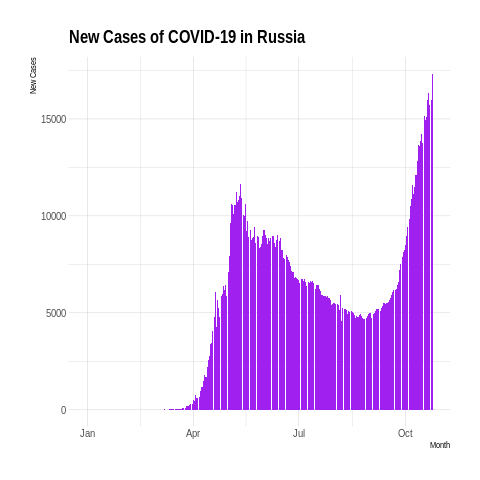 New Cases of COVID-19 in Russia
New Cases
15000
10000
5000
0
Jan Apr Jul Oct
Month